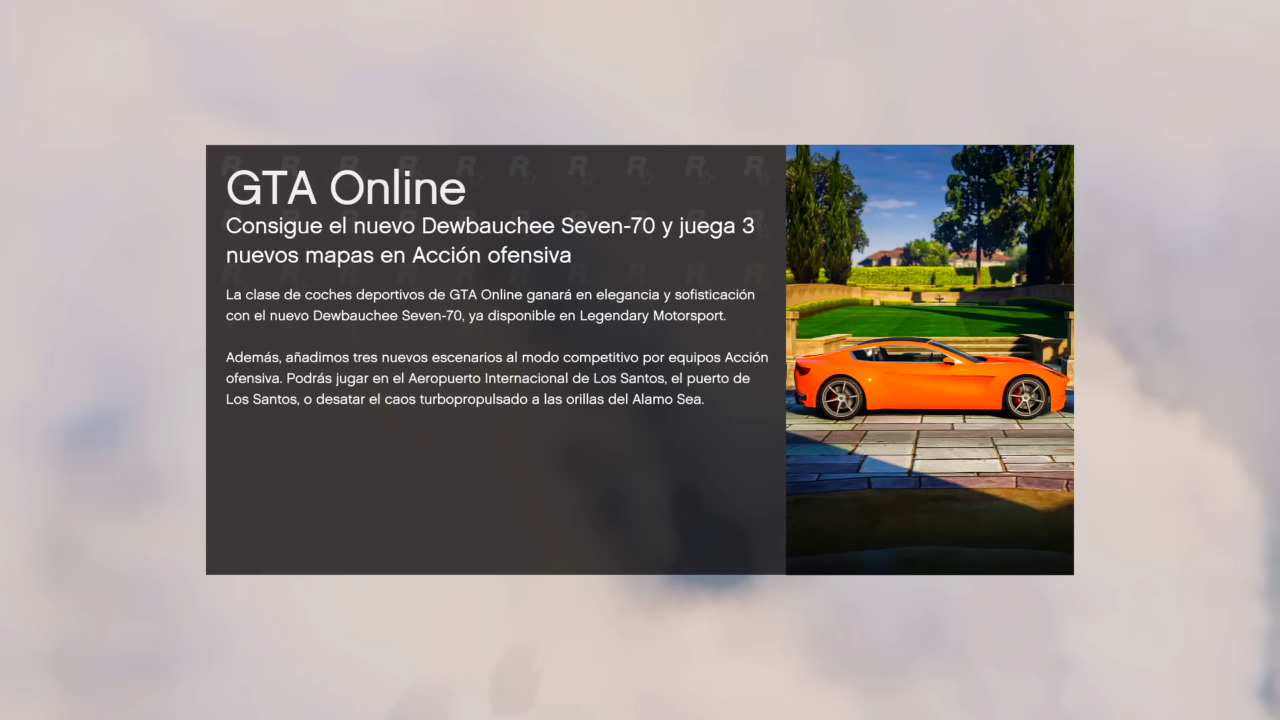 GTA Online
Consigue el nuevo Dewbauchee Seven-70 y juega 3
nuevos mapas en Acción ofensiva
La clase de coches deportivos de GTA Online ganará en elegancia y sofisticación
con el nuevo Dewbauchee Seven-70, ya disponible en Legendary Motorsport.
Además, añadimos tres nuevos escenarios al modo competitivo por equipos Acción
ofensiva. Podrás jugar en el Aeropuerto Internacional de Los Santos, el puerto de
Los Santos, o desatar el caos turbopropulsado a las orillas del Alamo Sea.